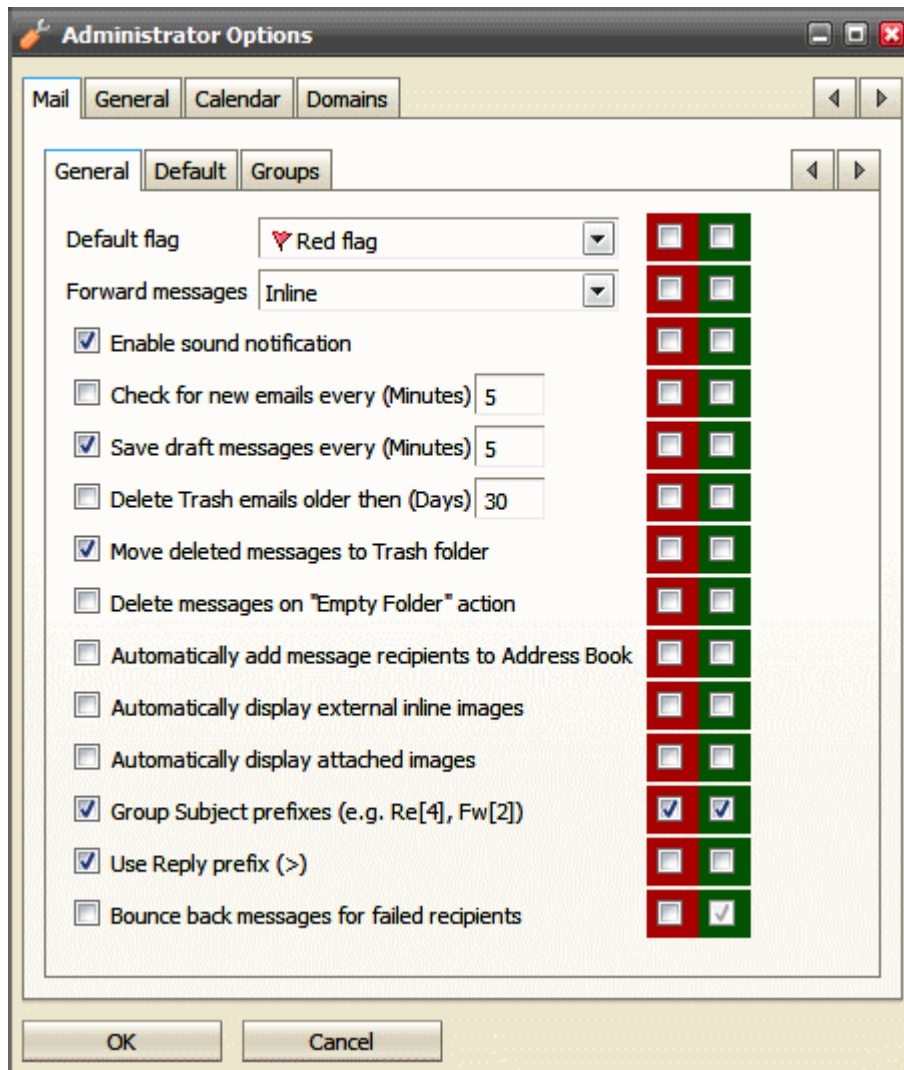 Administrator Options
Mail General Calendar Domains
General Default Groups
Default flag Red flag
Forward messages Inline
Enable sound notification
Check for new emails every (Minutes) 5
Save draft messages every (Minutes) 5
Delete Trash emails older then (Days) 30
Move deleted messages to Trash folder
Delete messages on "Empty Folder" action
Automatically add message recipients to Address Book
Automatically display external inline images
Automatically display attached images
Group Subject prefixes (e.g. Re[4], Fw[2])
Use Reply prefix (>)
Bounce back messages for failed recipients
OK Cancel